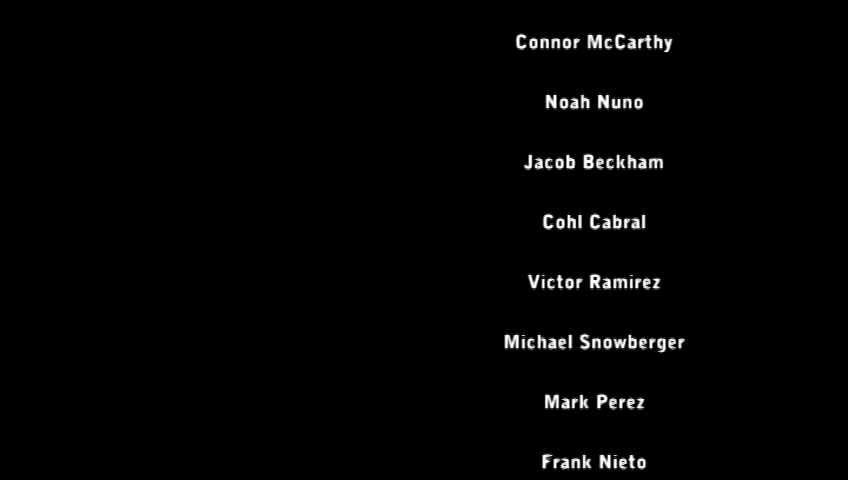 Connor McCarthy
Noah Nuno
Jacob Beckham
Cohl Cabral
Victor Ramirez
Michael Snowberger
Mark Perez
Frank Nieto